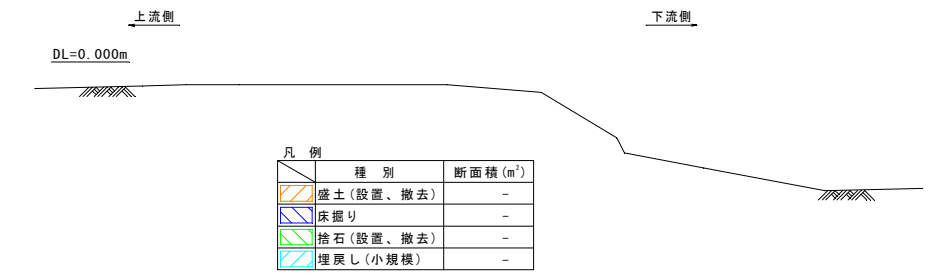 上流側 下流側
DL=0.000m
凡 例
種 別 断面積(m²)
盛土(設置、撤去) －
床掘り －
捨石(設置、撤去) －
埋戻し(小規模) －